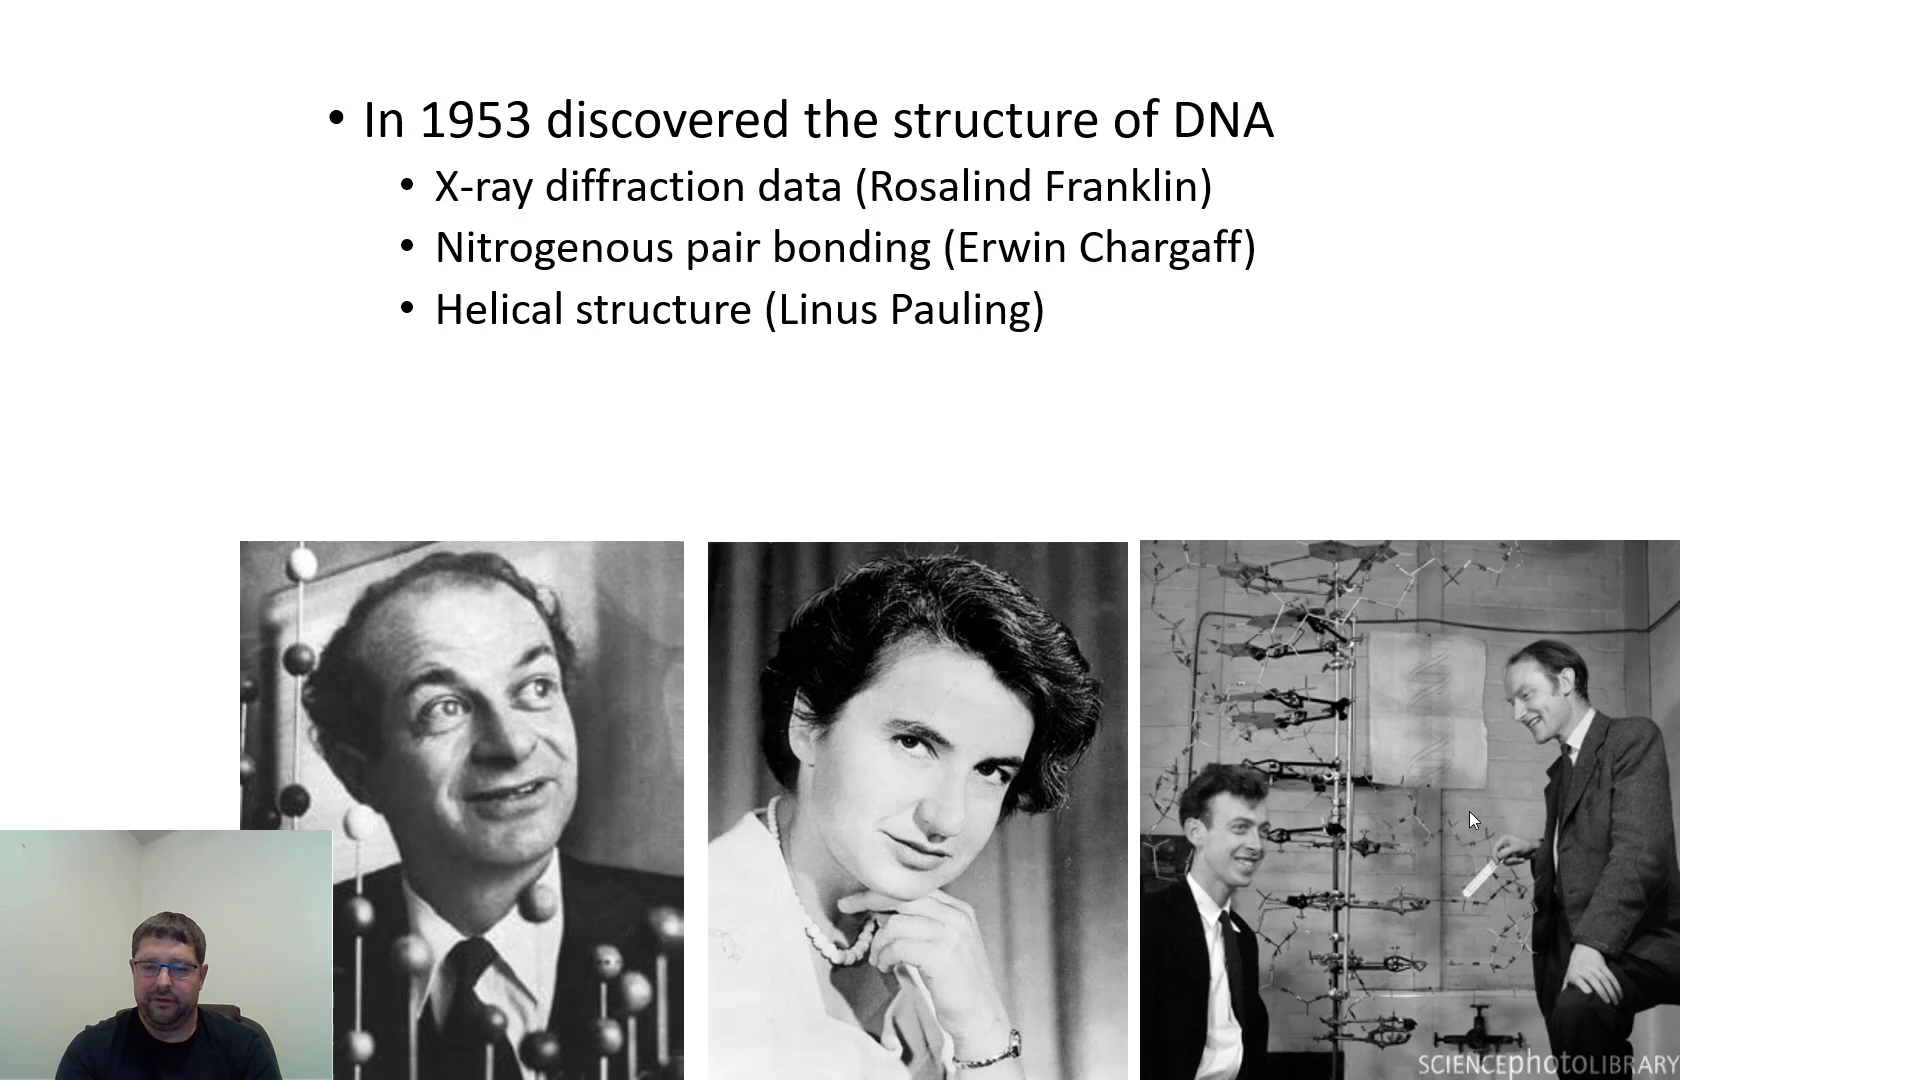 • In 1953 discovered the structure of DNA
• X-ray diffraction data (Rosalind Franklin)
• Nitrogenous pair bonding (Erwin Chargaff)
• Helical structure (Linus Pauling)
SCIENCEphotoLIBRARY